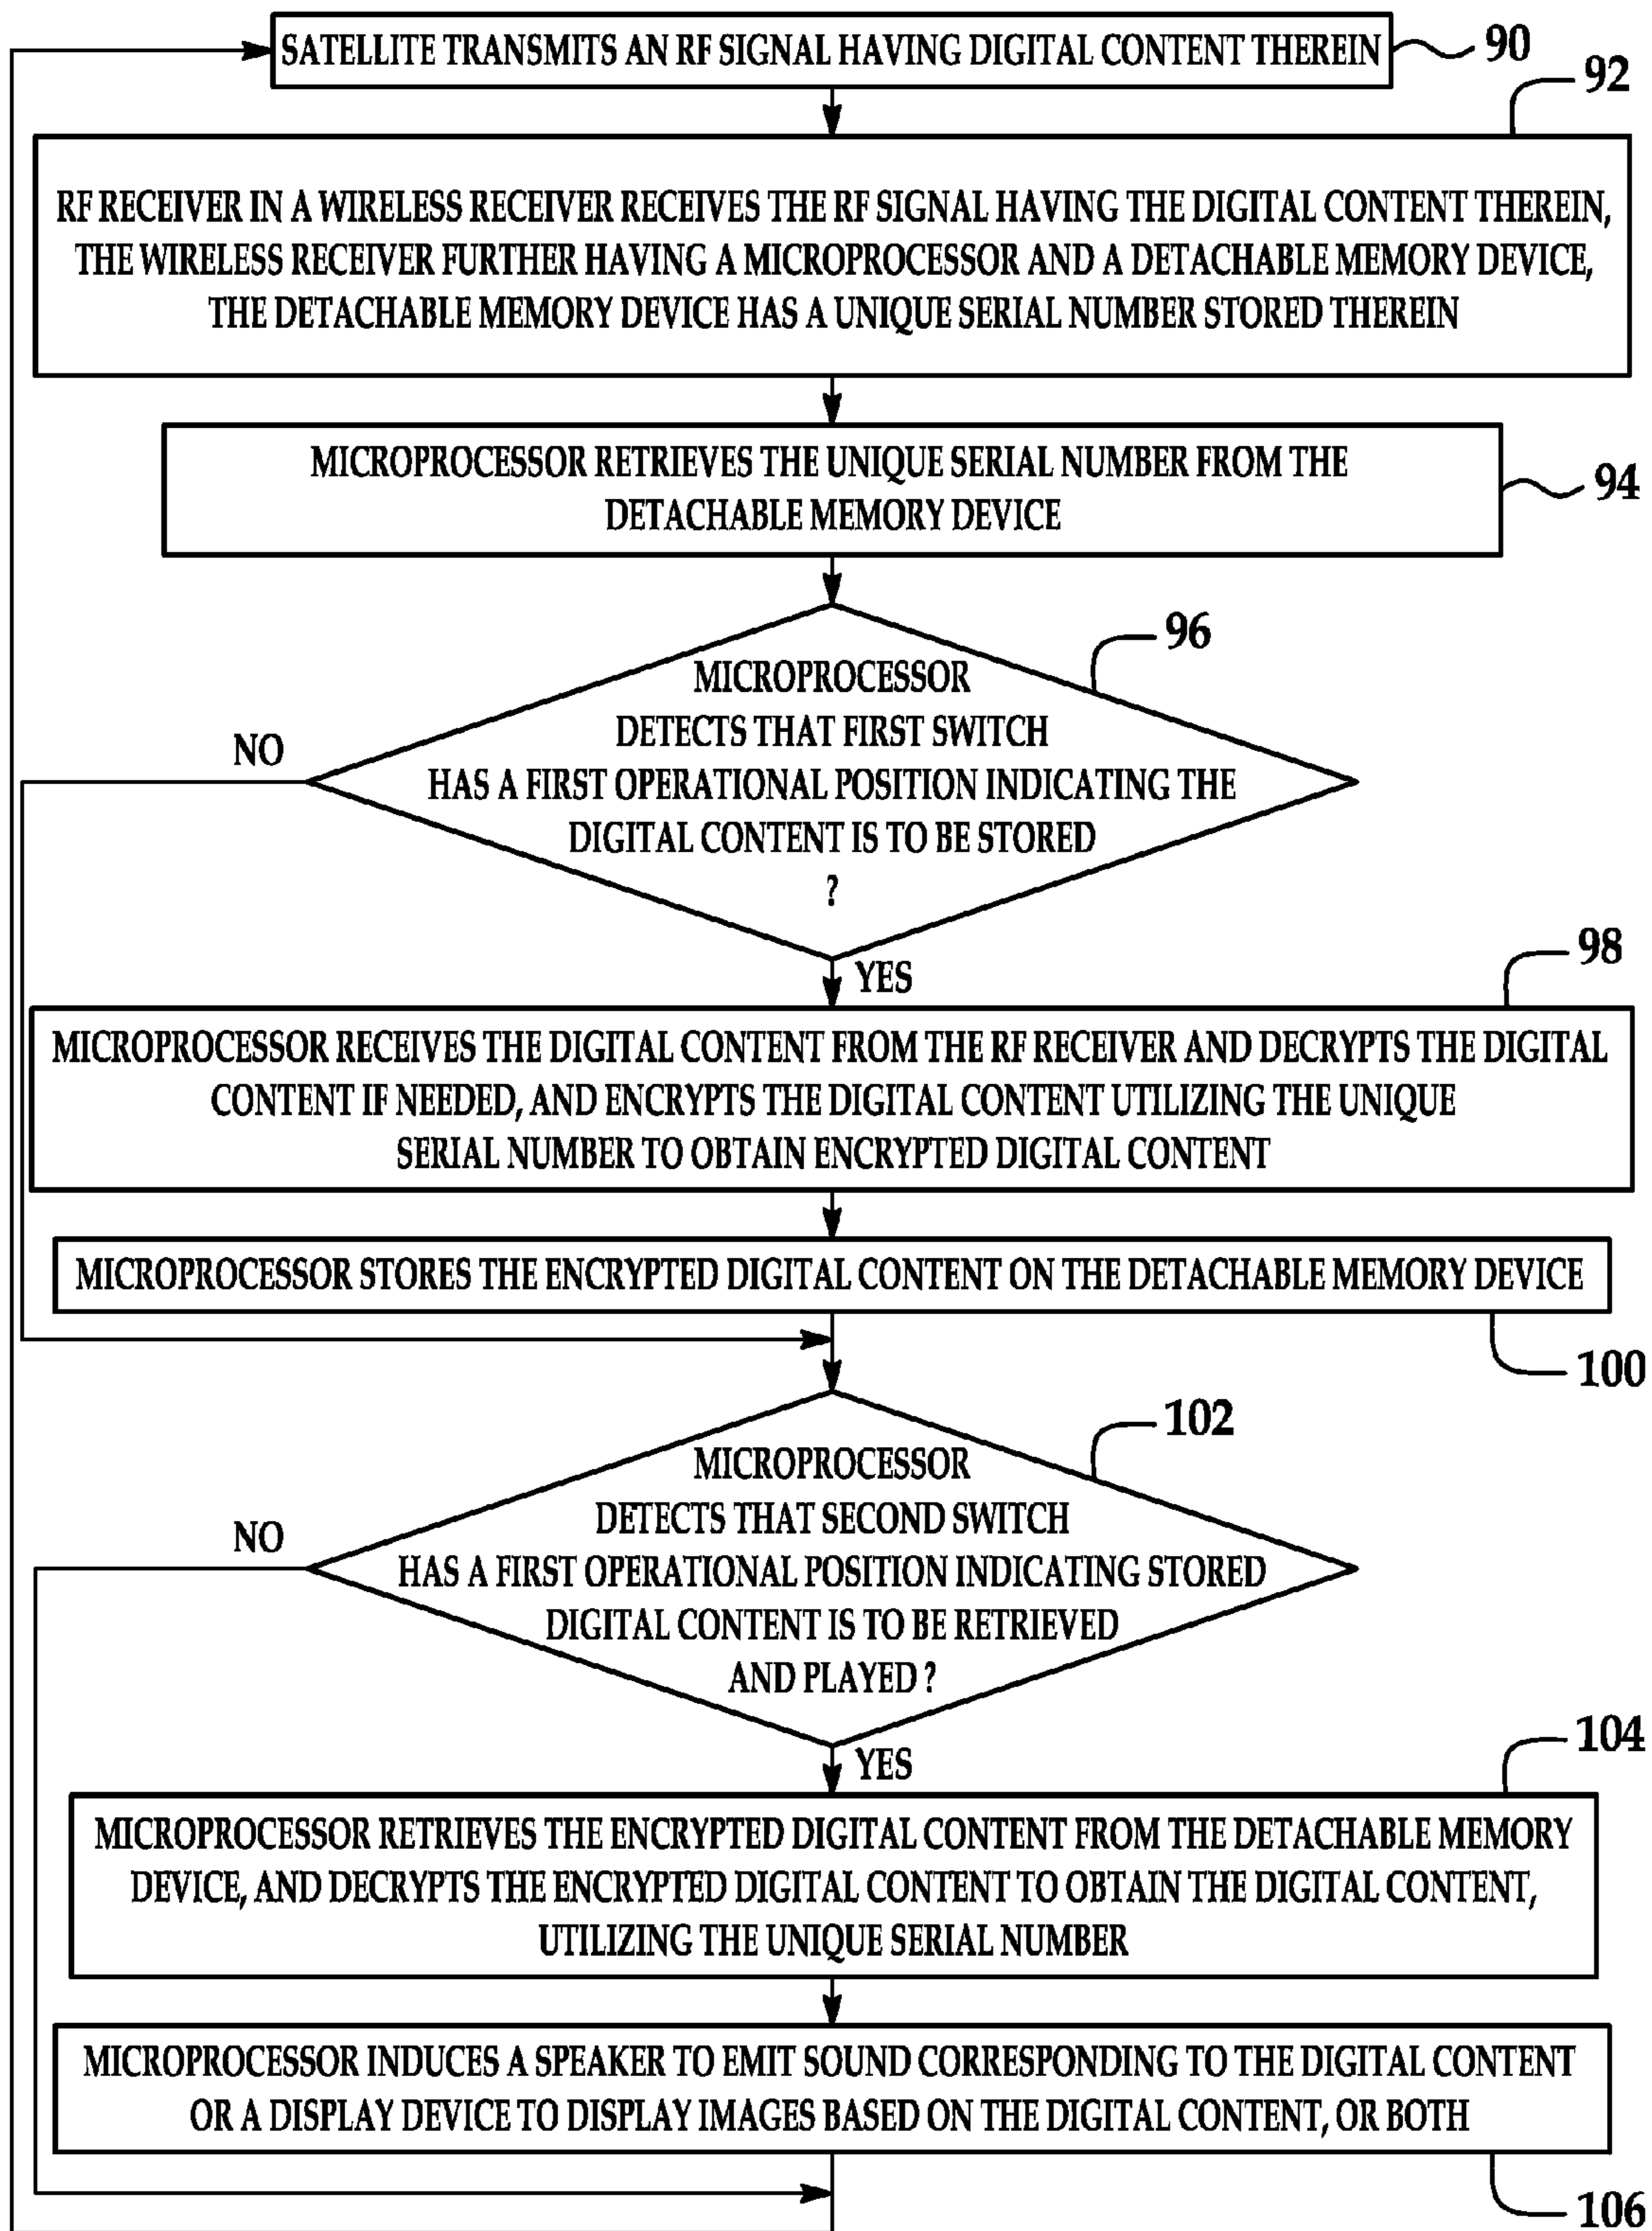 SATELLITE TRANSMITS AN RF SIGNAL HAVING DIGITAL CONTENT THEREIN
90
92
RF RECEIVER IN A WIRELESS RECEIVER RECEIVES THE RF SIGNAL HAVING THE DIGITAL CONTENT THEREIN,
THE WIRELESS RECEIVER FURTHER HAVING A MICROPROCESSOR AND A DETACHABLE MEMORY DEVICE,
THE DETACHABLE MEMORY DEVICE HAS A UNIQUE SERIAL NUMBER STORED THEREIN
MICROPROCESSOR RETRIEVES THE UNIQUE SERIAL NUMBER FROM THE
DETACHABLE MEMORY DEVICE
94
96
MICROPROCESSOR
DETECTS THAT FIRST SWITCH
HAS A FIRST OPERATIONAL POSITION INDICATING THE
DIGITAL CONTENT IS TO BE STORED
?
NO
YES
98
MICROPROCESSOR RECEIVES THE DIGITAL CONTENT FROM THE RF RECEIVER AND DECRYPTS THE DIGITAL
CONTENT IF NEEDED, AND ENCRYPTS THE DIGITAL CONTENT UTILIZING THE UNIQUE
SERIAL NUMBER TO OBTAIN ENCRYPTED DIGITAL CONTENT
MICROPROCESSOR STORES THE ENCRYPTED DIGITAL CONTENT ON THE DETACHABLE MEMORY DEVICE
100
102
MICROPROCESSOR
DETECTS THAT SECOND SWITCH
HAS A FIRST OPERATIONAL POSITION INDICATING STORED
DIGITAL CONTENT IS TO BE RETRIEVED
AND PLAYED ?
NO
YES
104
MICROPROCESSOR RETRIEVES THE ENCRYPTED DIGITAL CONTENT FROM THE DETACHABLE MEMORY
DEVICE, AND DECRYPTS THE ENCRYPTED DIGITAL CONTENT TO OBTAIN THE DIGITAL CONTENT,
UTILIZING THE UNIQUE SERIAL NUMBER
MICROPROCESSOR INDUCES A SPEAKER TO EMIT SOUND CORRESPONDING TO THE DIGITAL CONTENT
OR A DISPLAY DEVICE TO DISPLAY IMAGES BASED ON THE DIGITAL CONTENT, OR BOTH
106